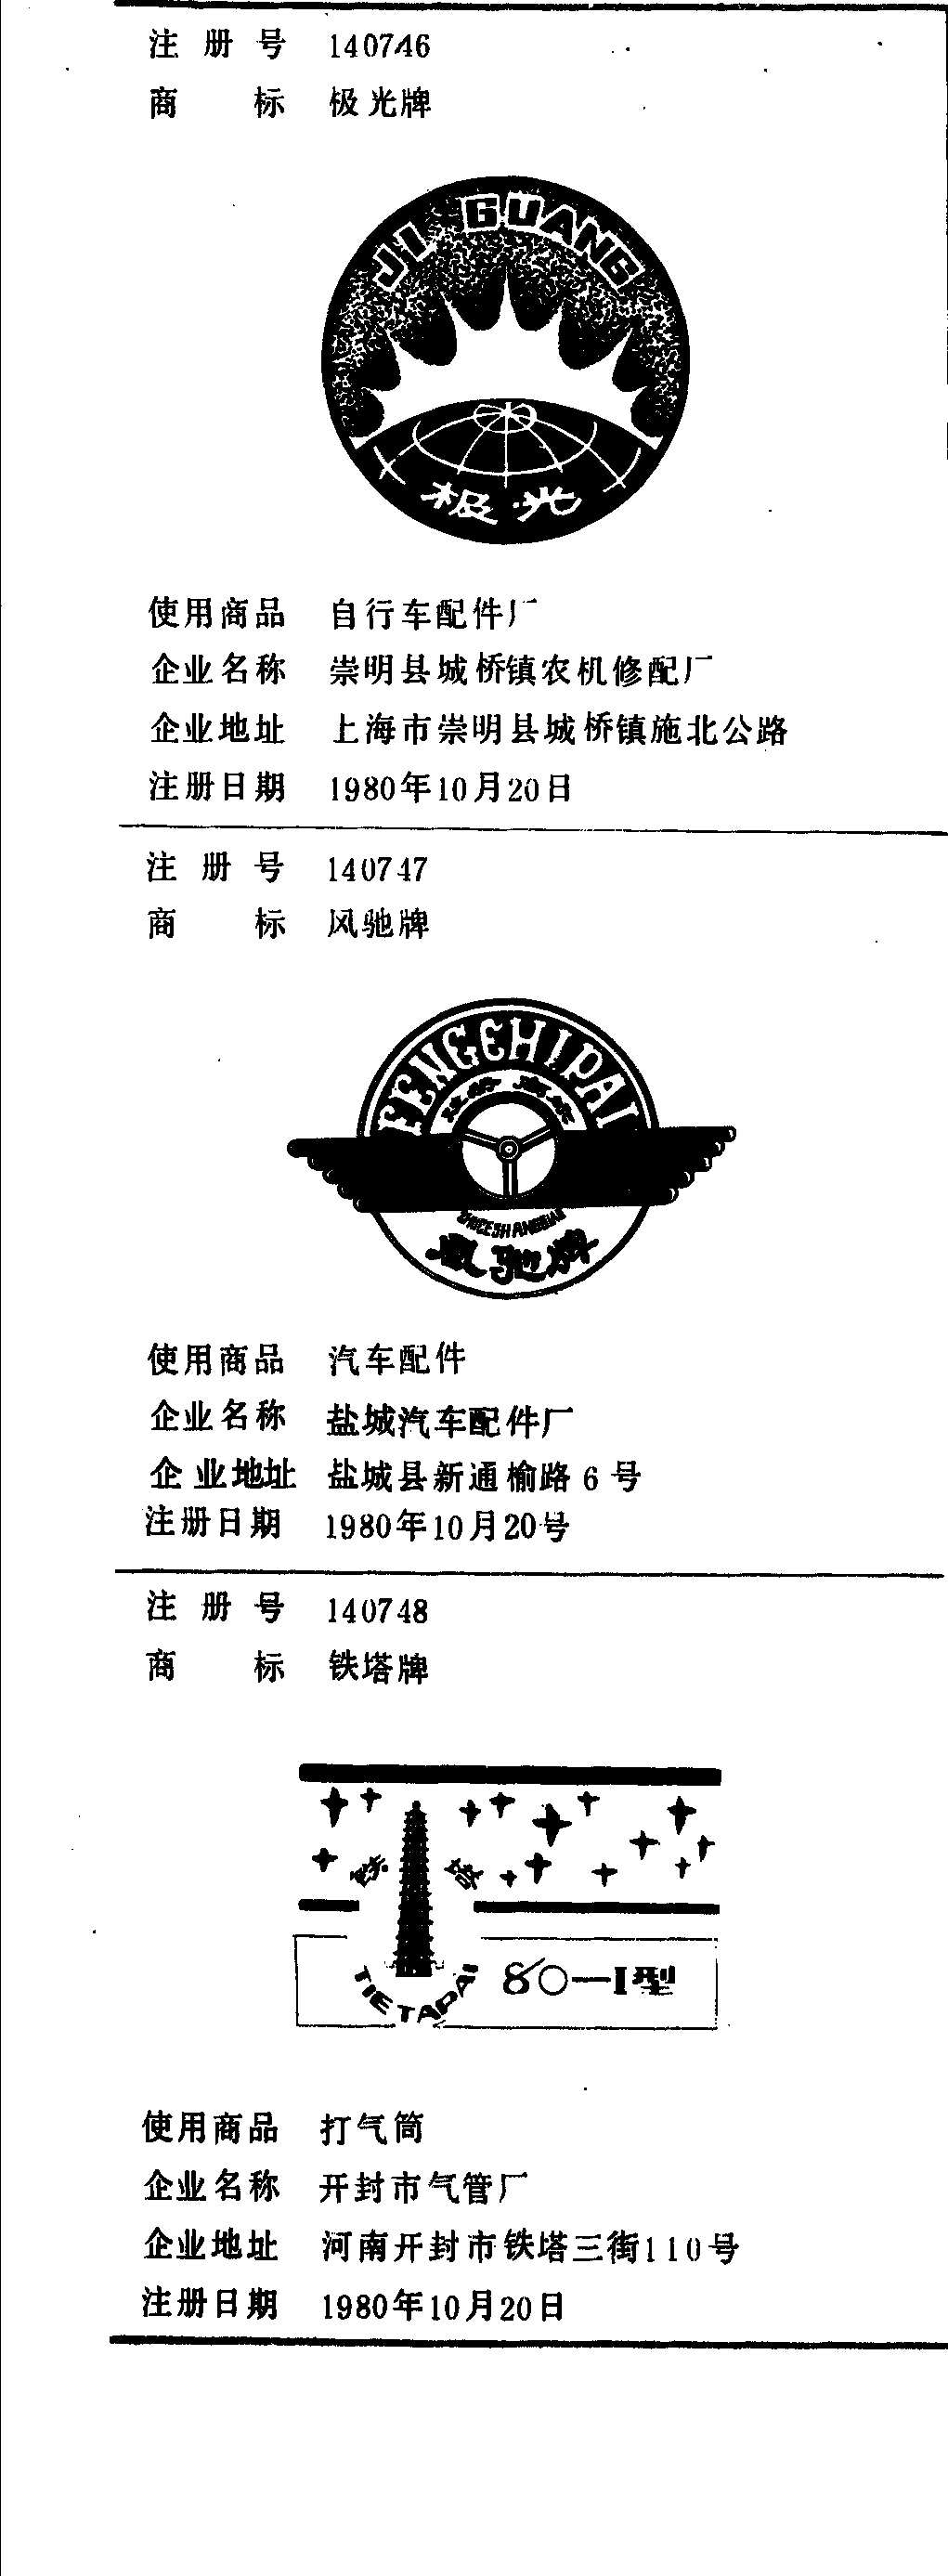 注册号 140746
商标 极光牌
JI GUANG
极光
使用商品 自行车配件厂
企业名称 崇明县城桥镇农机修配厂
企业地址 上海市崇明县城桥镇施北公路
注册日期 1980年10月20日
注册号 140747
商标 风驰牌
FENGCHIPAI
風驰牌
使用商品 汽车配件
企业名称 盐城汽车配件厂
企业地址 盐城县新通榆路6号
注册日期 1980年10月20号
注册号 140748
商标 铁塔牌
TIETAPAI
80—I型
使用商品 打气筒
企业名称 开封市气管厂
企业地址 河南开封市铁塔三街110号
注册日期 1980年10月20日